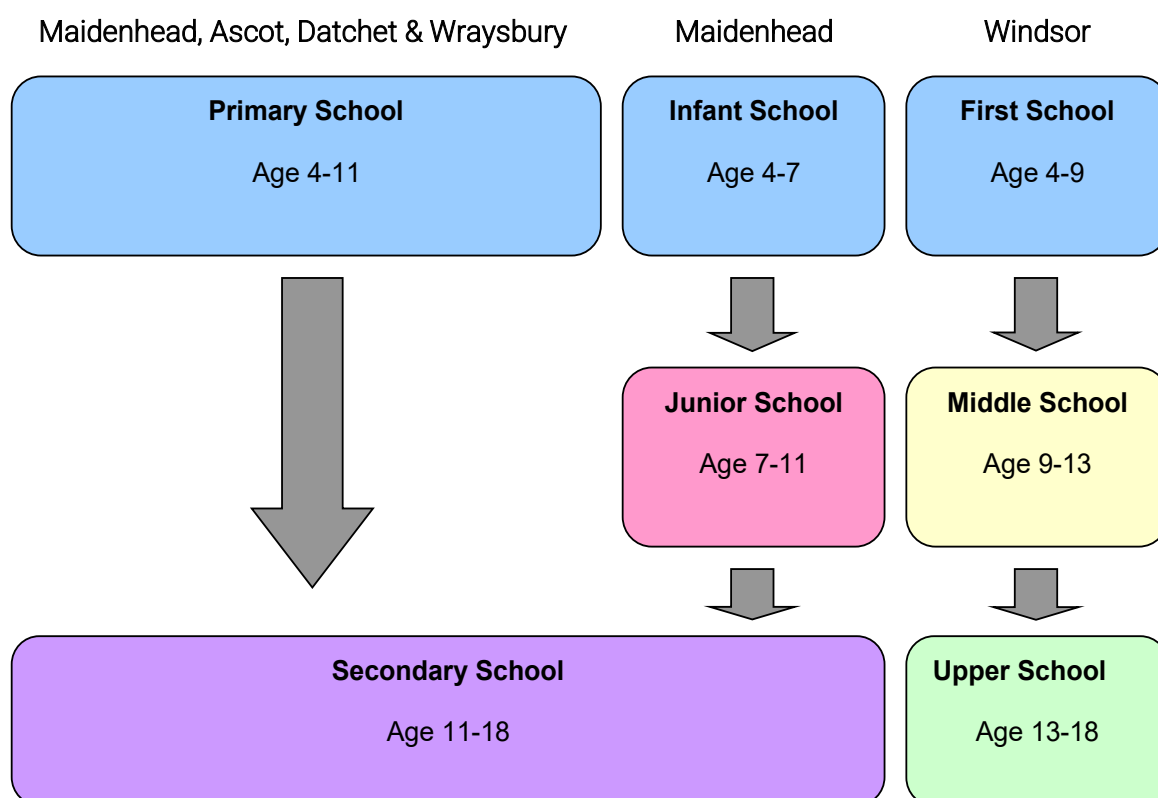 Maidenhead, Ascot, Datchet & Wraysbury
Maidenhead
Windsor
Primary School
Age 4-11
Infant School
Age 4-7
First School
Age 4-9
Junior School
Age 7-11
Middle School
Age 9-13
Secondary School
Age 11-18
Upper School
Age 13-18